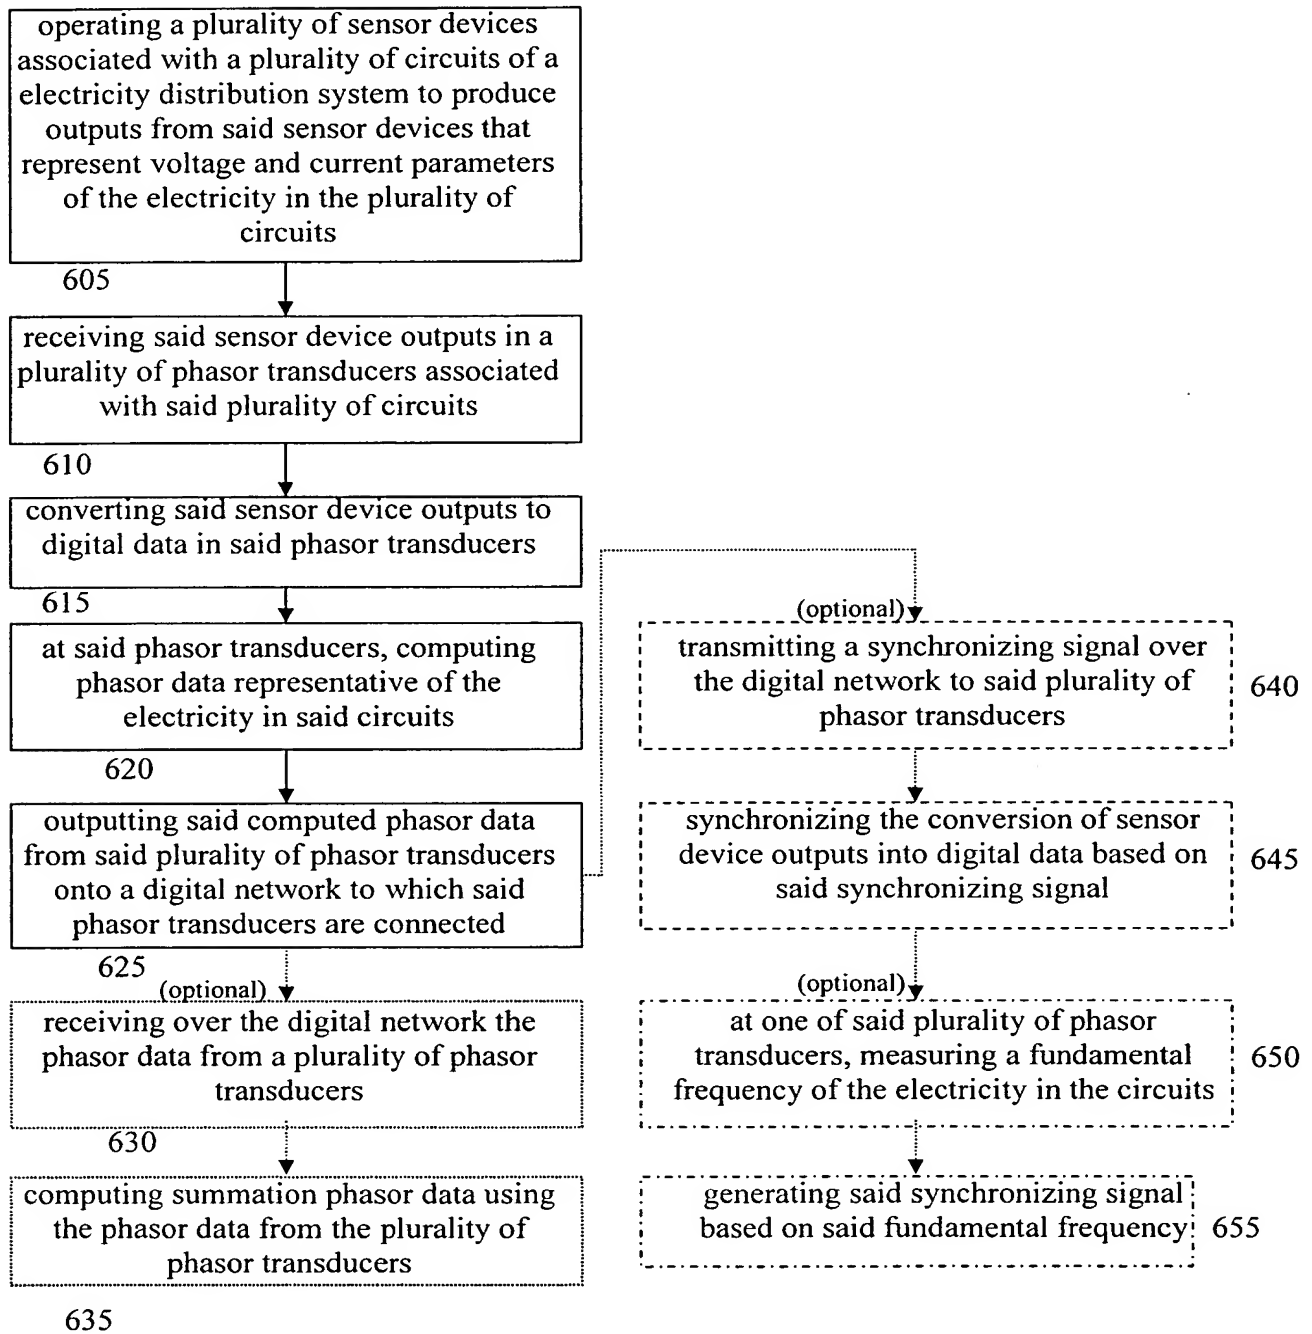 operating a plurality of sensor devices
associated with a plurality of circuits of a
electricity distribution system to produce
outputs from said sensor devices that
represent voltage and current parameters
of the electricity in the plurality of
circuits
605
receiving said sensor device outputs in a
plurality of phasor transducers associated
with said plurality of circuits
610
converting said sensor device outputs to
digital data in said phasor transducers
615
at said phasor transducers, computing
phasor data representative of the
electricity in said circuits
620
outputting said computed phasor data
from said plurality of phasor transducers
onto a digital network to which said
phasor transducers are connected
625
(optional)
receiving over the digital network the
phasor data from a plurality of phasor
transducers
630
computing summation phasor data using
the phasor data from the plurality of
phasor transducers
635
(optional)
transmitting a synchronizing signal over
the digital network to said plurality of
phasor transducers
640
synchronizing the conversion of sensor
device outputs into digital data based on
said synchronizing signal
645
(optional)
at one of said plurality of phasor
transducers, measuring a fundamental
frequency of the electricity in the circuits
650
generating said synchronizing signal
based on said fundamental frequency
655